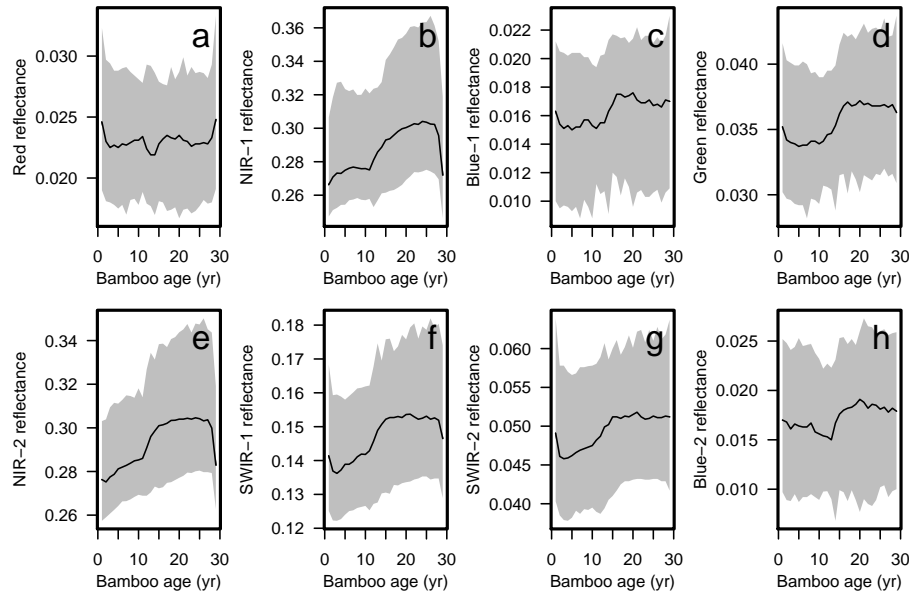 a
Red reflectance
0.030
0.025
0.020
0 10 20 30
Bamboo age (yr)
b
NIR−1 reflectance
0.36
0.34
0.32
0.30
0.28
0.26
0 10 20 30
Bamboo age (yr)
c
Blue−1 reflectance
0.022
0.020
0.018
0.016
0.014
0.012
0.010
0 10 20 30
Bamboo age (yr)
d
Green reflectance
0.040
0.035
0.030
0 10 20 30
Bamboo age (yr)
e
NIR−2 reflectance
0.34
0.32
0.30
0.28
0.26
0 10 20 30
Bamboo age (yr)
f
SWIR−1 reflectance
0.18
0.17
0.16
0.15
0.14
0.13
0.12
0 10 20 30
Bamboo age (yr)
g
SWIR−2 reflectance
0.060
0.055
0.050
0.045
0.040
0 10 20 30
Bamboo age (yr)
h
Blue−2 reflectance
0.025
0.020
0.015
0.010
0 10 20 30
Bamboo age (yr)